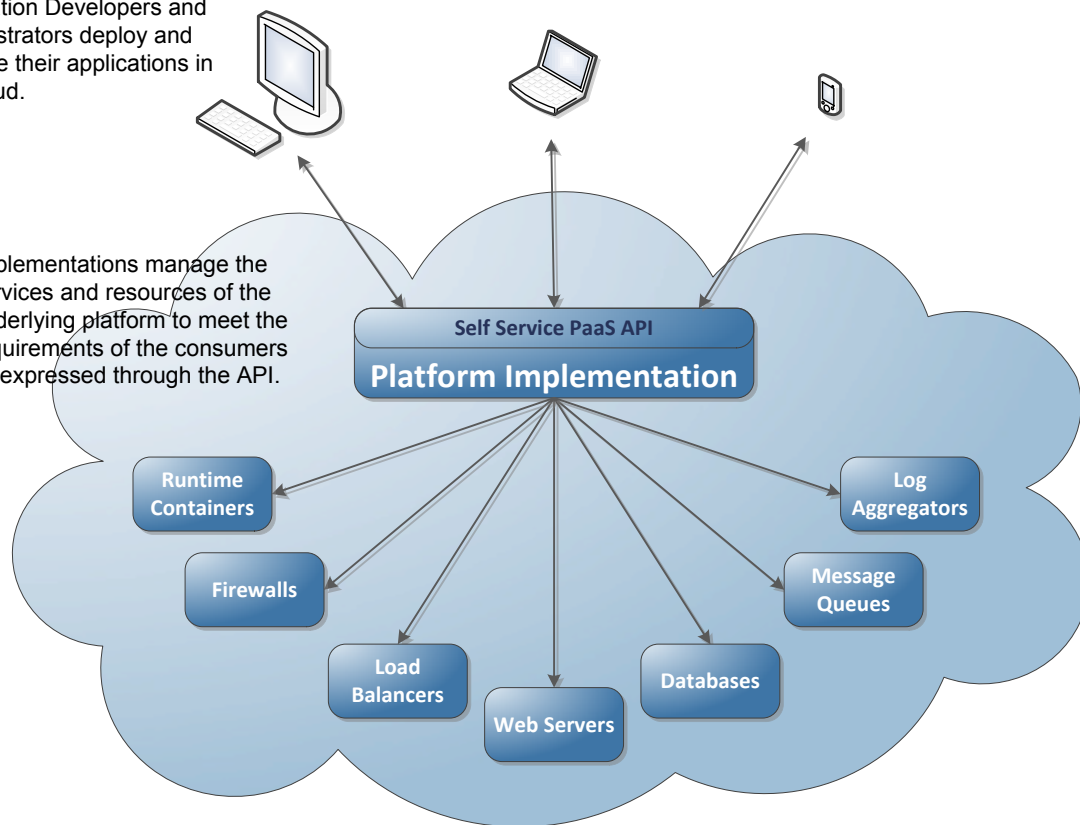 tion Developers and
strators deploy and
e their applications in
ud.
plementations manage the
rvices and resources of the
derlying platform to meet the
quirements of the consumers
expressed through the API.
Self Service PaaS API
Platform Implementation
Runtime
Containers
Log
Aggregators
Firewalls
Message
Queues
Load
Balancers
Databases
Web Servers